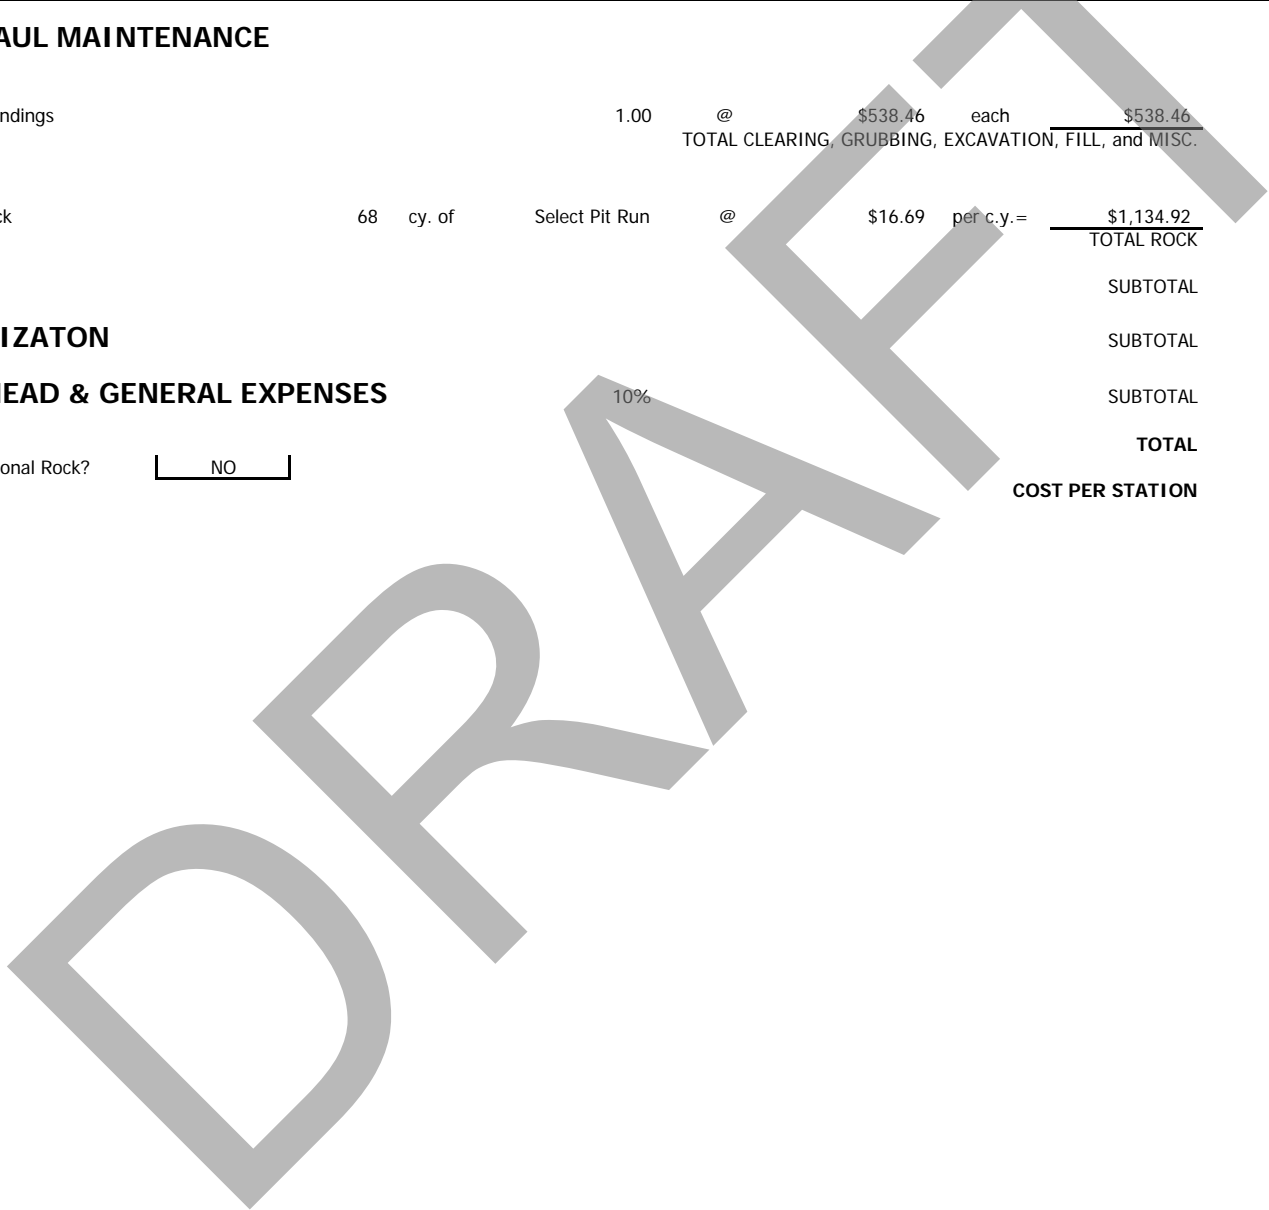 AUL MAINTENANCE
ndings 1.00 @ $538.46 each $538.46
TOTAL CLEARING, GRUBBING, EXCAVATION, FILL, and MISC.
ck 68 cy. of Select Pit Run @ $16.69 per c.y.= $1,134.92
TOTAL ROCK
SUBTOTAL
IZATON SUBTOTAL
EAD & GENERAL EXPENSES 10% SUBTOTAL
TOTAL
onal Rock? NO
COST PER STATION
DRAFT